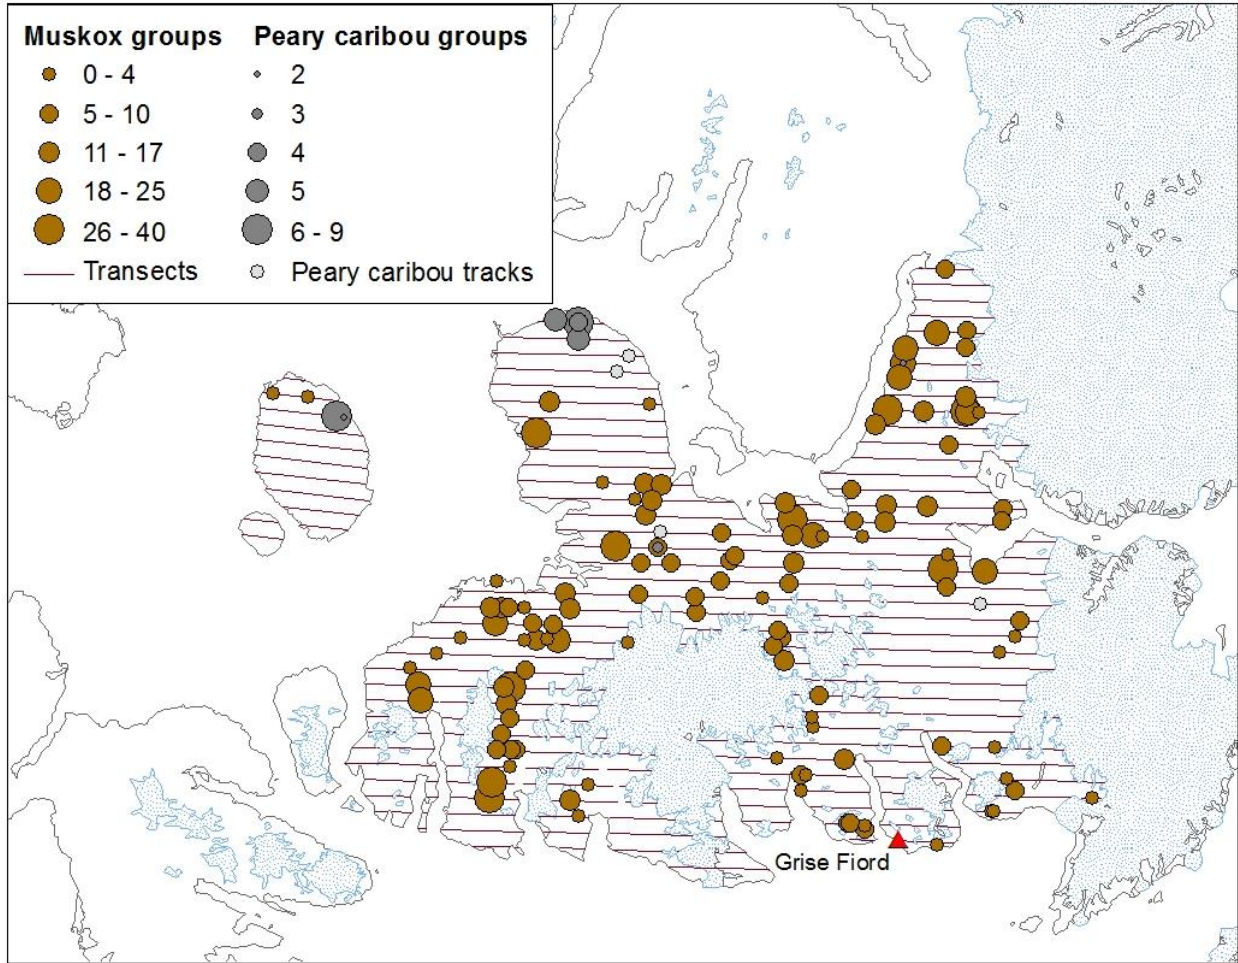 Muskox groups Peary caribou groups
0 - 4 2
5 - 10 3
11 - 17 4
18 - 25 5
26 - 40 6 - 9
Transects Peary caribou tracks
Grise Fiord